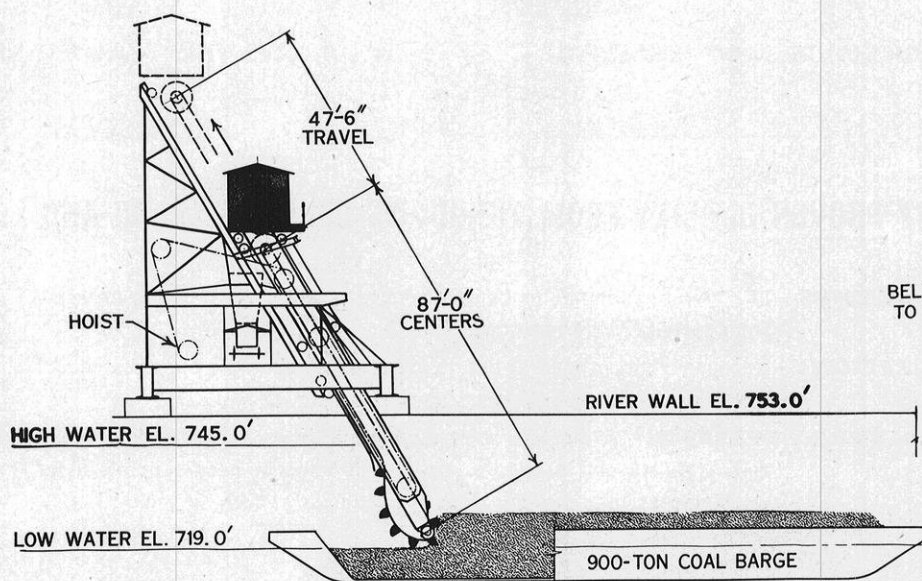 47'-6"
TRAVEL
87'-0"
CENTERS
BEL
TO
HOIST
RIVER WALL EL. 753.0'
HIGH WATER EL. 745.0'
LOW WATER EL. 719.0'
900-TON COAL BARGE